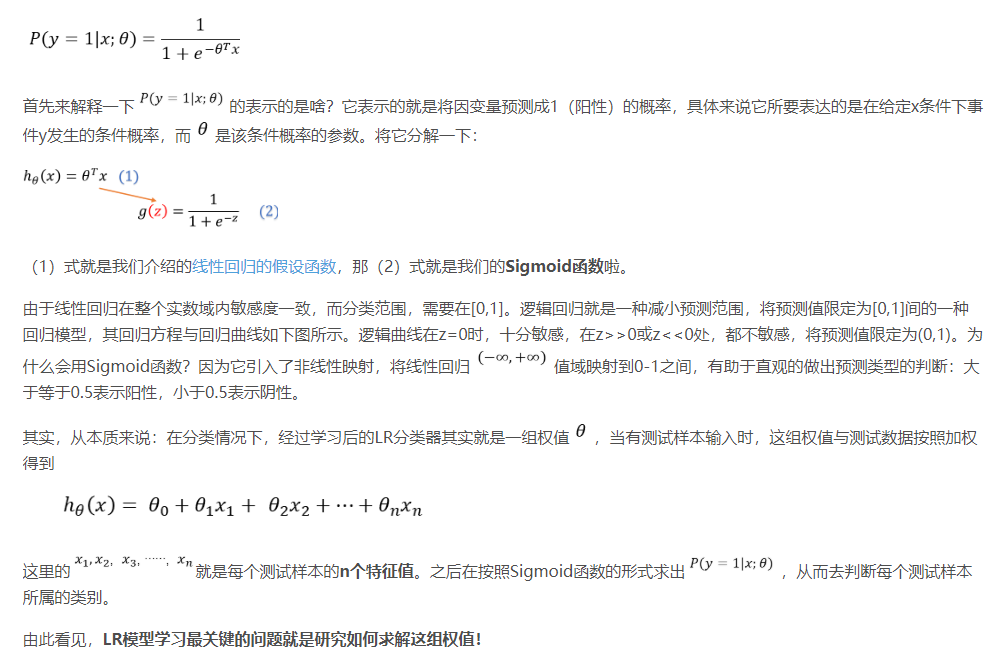 P(y = 1|x; θ) = 1 / (1 + e^{−θ^T x})
首先来解释一下 P(y = 1|x; θ) 的表示的是啥？它表示的就是将因变量预测成1（阳性）的概率，具体来说它所要表达的是在给定x条件下事
件y发生的条件概率，而 θ 是该条件概率的参数。将它分解一下：
h_θ(x) = θ^T x (1)
g(z) = 1 / (1 + e^{−z}) (2)
（1）式就是我们介绍的线性回归的假设函数，那（2）式就是我们的Sigmoid函数啦。
由于线性回归在整个实数域内敏感度一致，而分类范围，需要在[0,1]。逻辑回归就是一种减小预测范围，将预测值限定为[0,1]间的一种
回归模型，其回归方程与回归曲线如下图所示。逻辑曲线在z=0时，十分敏感，在z>>0或z<<0处，都不敏感，将预测值限定为(0,1)。为
什么会用Sigmoid函数？因为它引入了非线性映射，将线性回归 (−∞,+∞) 值域映射到0-1之间，有助于直观的做出预测类型的判断：大
于等于0.5表示阳性，小于0.5表示阴性。
其实，从本质来说：在分类情况下，经过学习后的LR分类器其实就是一组权值 θ ，当有测试样本输入时，这组权值与测试数据按照加权
得到
h_θ(x) = θ_0 + θ_1x_1 + θ_2x_2 + ⋯ + θ_nx_n
这里的 x_1, x_2, x_3, ⋯⋯, x_n 就是每个测试样本的n个特征值。之后在按照Sigmoid函数的形式求出 P(y = 1|x; θ) ，从而去判断每个测试样本
所属的类别。
由此看见，LR模型学习最关键的问题就是研究如何求解这组权值！